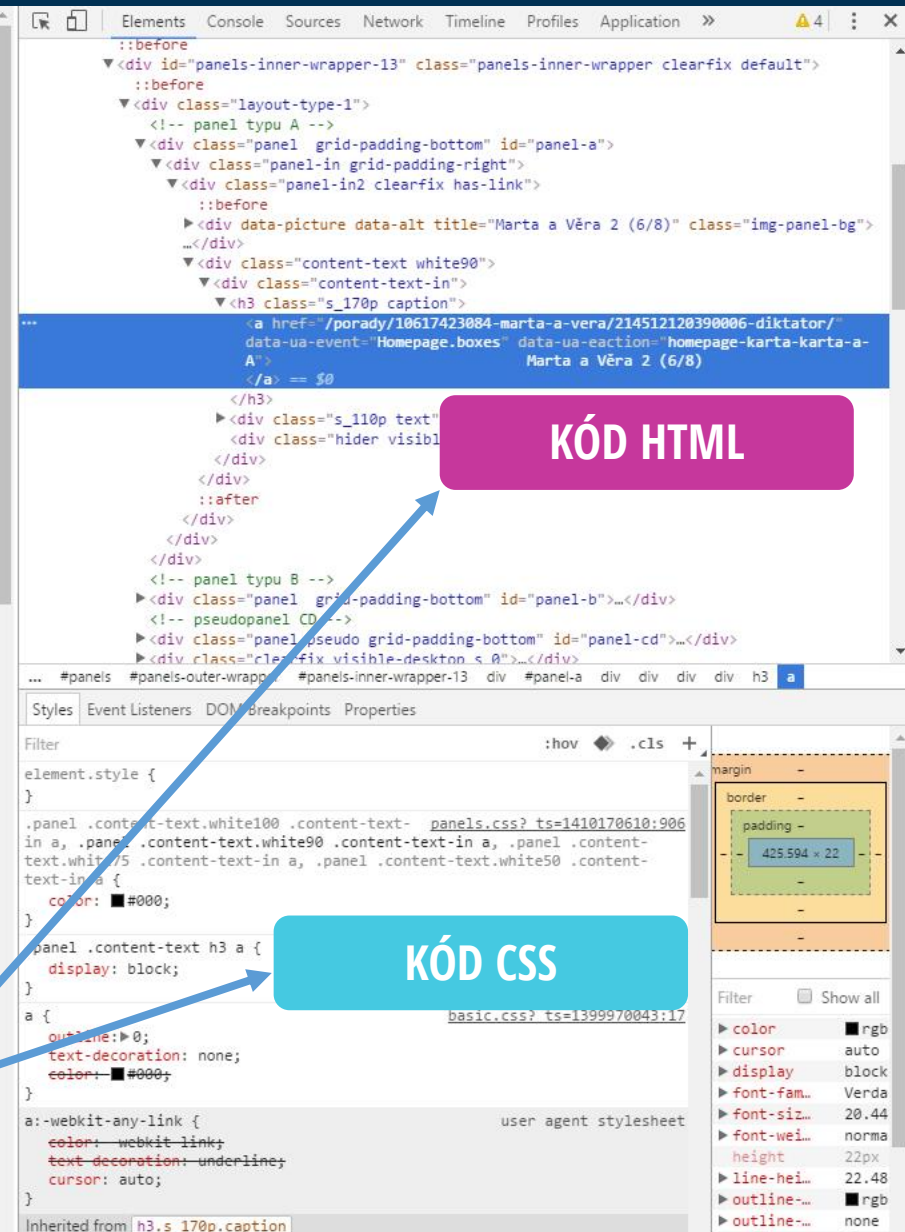 Elements Console Sources Network Timeline Profiles Application » 4
::before
▼<div id="panels-inner-wrapper-13" class="panels-inner-wrapper clearfix default">
::before
▼<div class="layout-type-1">
<!-- panel typu A -->
▼<div class="panel  grid-padding-bottom" id="panel-a">
▼<div class="panel-in grid-padding-right">
▼<div class="panel-in2 clearfix has-link">
::before
▶<div data-picture data-alt title="Marta a Věra 2 (6/8)" class="img-panel-bg">
…</div>
▼<div class="content-text white90">
▼<div class="content-text-in">
▼<h3 class="s_170p caption">
... <a href="/porady/10617423084-marta-a-vera/214512120390006-diktator/"
data-ua-event="Homepage.boxes" data-ua-eaction="homepage-karta-karta-a-
A"> Marta a Věra 2 (6/8)
</a> == $0
</h3>
▶<div class="s_110p text"
<div class="hider visibl
KÓD HTML
</div>
</div>
::after
</div>
</div>
</div>
<!-- panel typu B -->
▶<div class="panel  grid-padding-bottom" id="panel-b">…</div>
<!-- pseudopanel CD -->
▶<div class="panel pseudo grid-padding-bottom" id="panel-cd">…</div>
▶<div class="clearfix visible-desktop s_0">…</div>
... #panels #panels-outer-wrapper #panels-inner-wrapper-13 div #panel-a div div div div h3 a
Styles Event Listeners DOM Breakpoints Properties
Filter :hov .cls +
element.style {
}
.panel .content-text.white100 .content-text- panels.css?_ts=1410170610:906
in a, .panel .content-text.white90 .content-text-in a, .panel .content-
text.white75 .content-text-in a, .panel .content-text.white50 .content-
text-in a {
color: #000;
}
.panel .content-text h3 a {
display: block;
}
KÓD CSS
a { basic.css?_ts=1399970043:17
outline:▶0;
text-decoration: none;
color: #000;
}
a:-webkit-any-link { user agent stylesheet
color: -webkit-link;
text-decoration: underline;
cursor: auto;
}
Inherited from h3.s_170p.caption
margin -
border -
padding -
- - 425.594 × 22 - -
-
-
-
Filter Show all
▶color rgb
▶cursor auto
▶display block
▶font-fam… Verda
▶font-siz… 20.44
▶font-wei… norma
height 22px
▶line-hei… 22.48
▶outline-… rgb
▶outline-… none